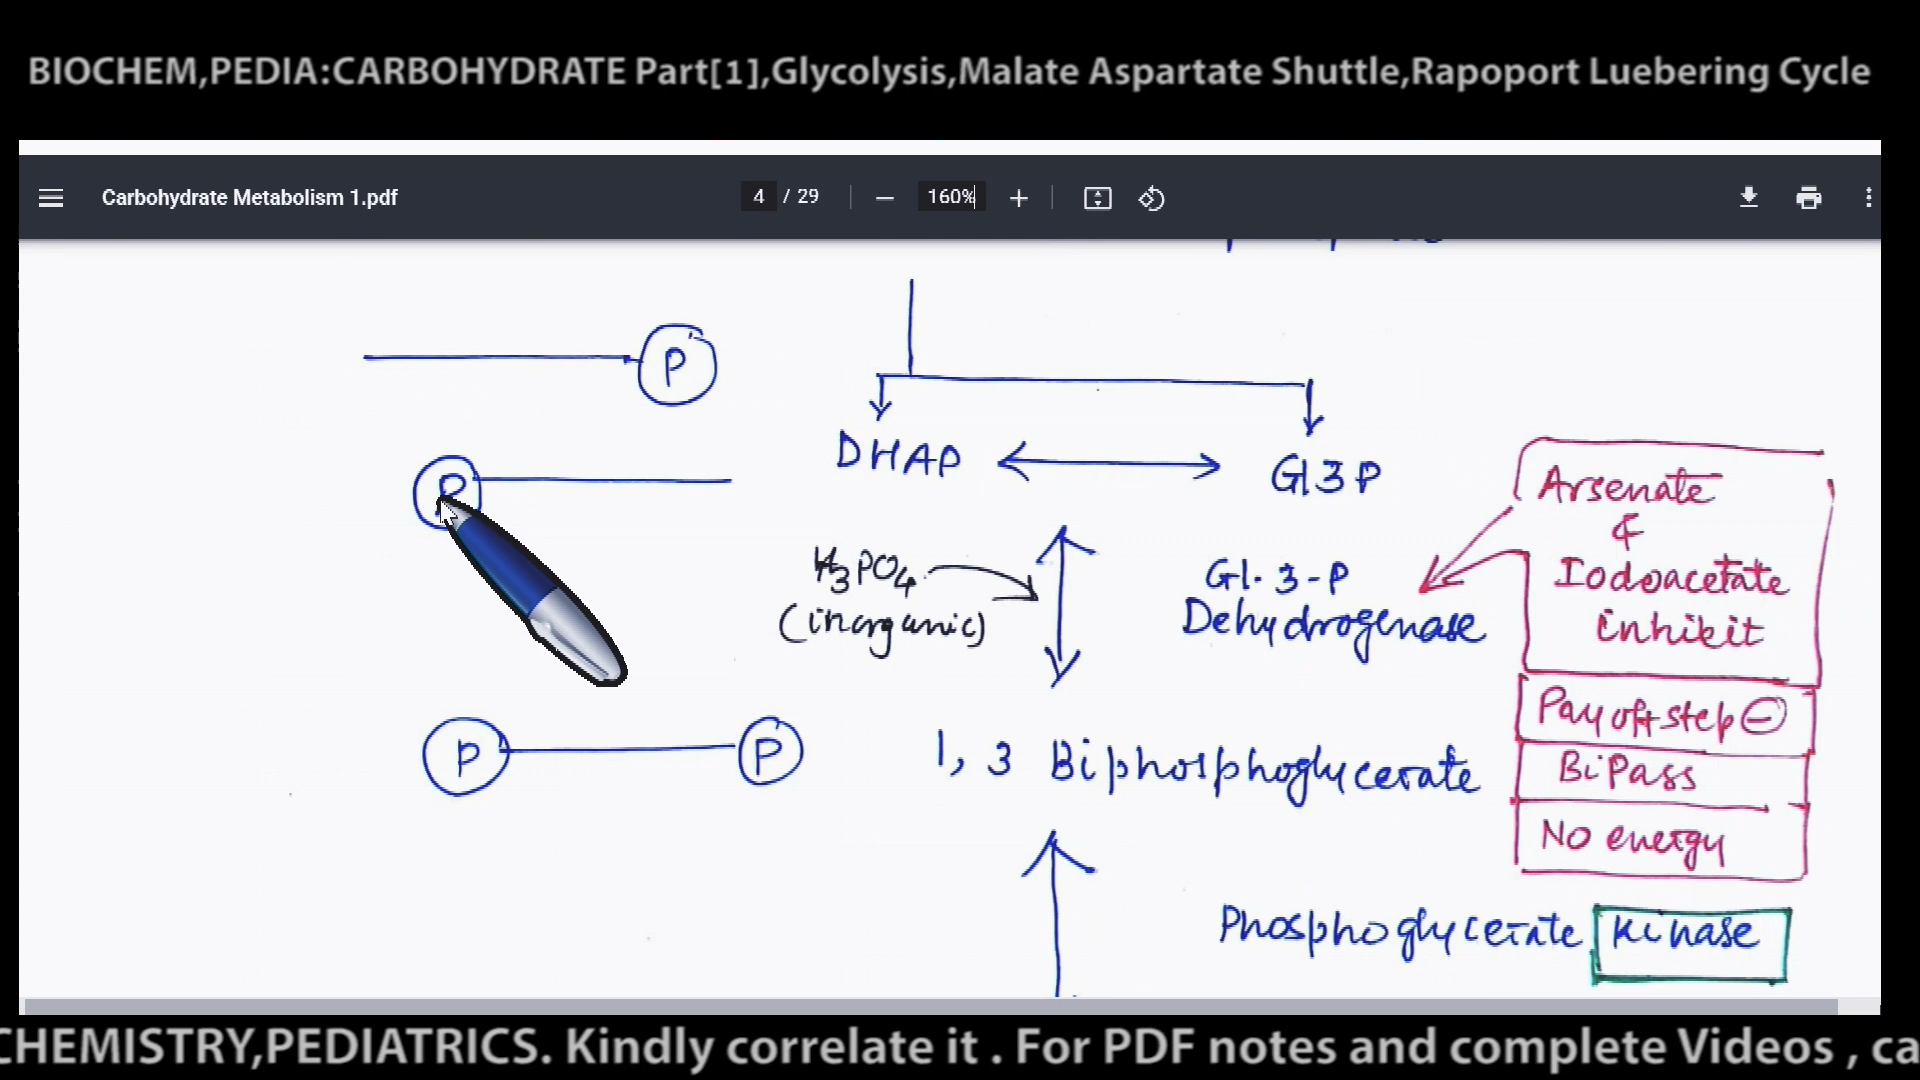 BIOCHEM,PEDIA:CARBOHYDRATE Part[1],Glycolysis,Malate Aspartate Shuttle,Rapoport Luebering Cycle
Carbohydrate Metabolism 1.pdf
4 / 29
160%
P
DHAP
Gl3P
P
Arsenate
&
Iodoacetate
inhibit
H3PO4
(inorganic)
Gl. 3-P
Dehydrogenase
Pay off step -
BiPass
No energy
P
P
1, 3 Biphosphoglycerate
Phosphoglycerate Kinase
CHEMISTRY,PEDIATRICS. Kindly correlate it . For PDF notes and complete Videos , ca